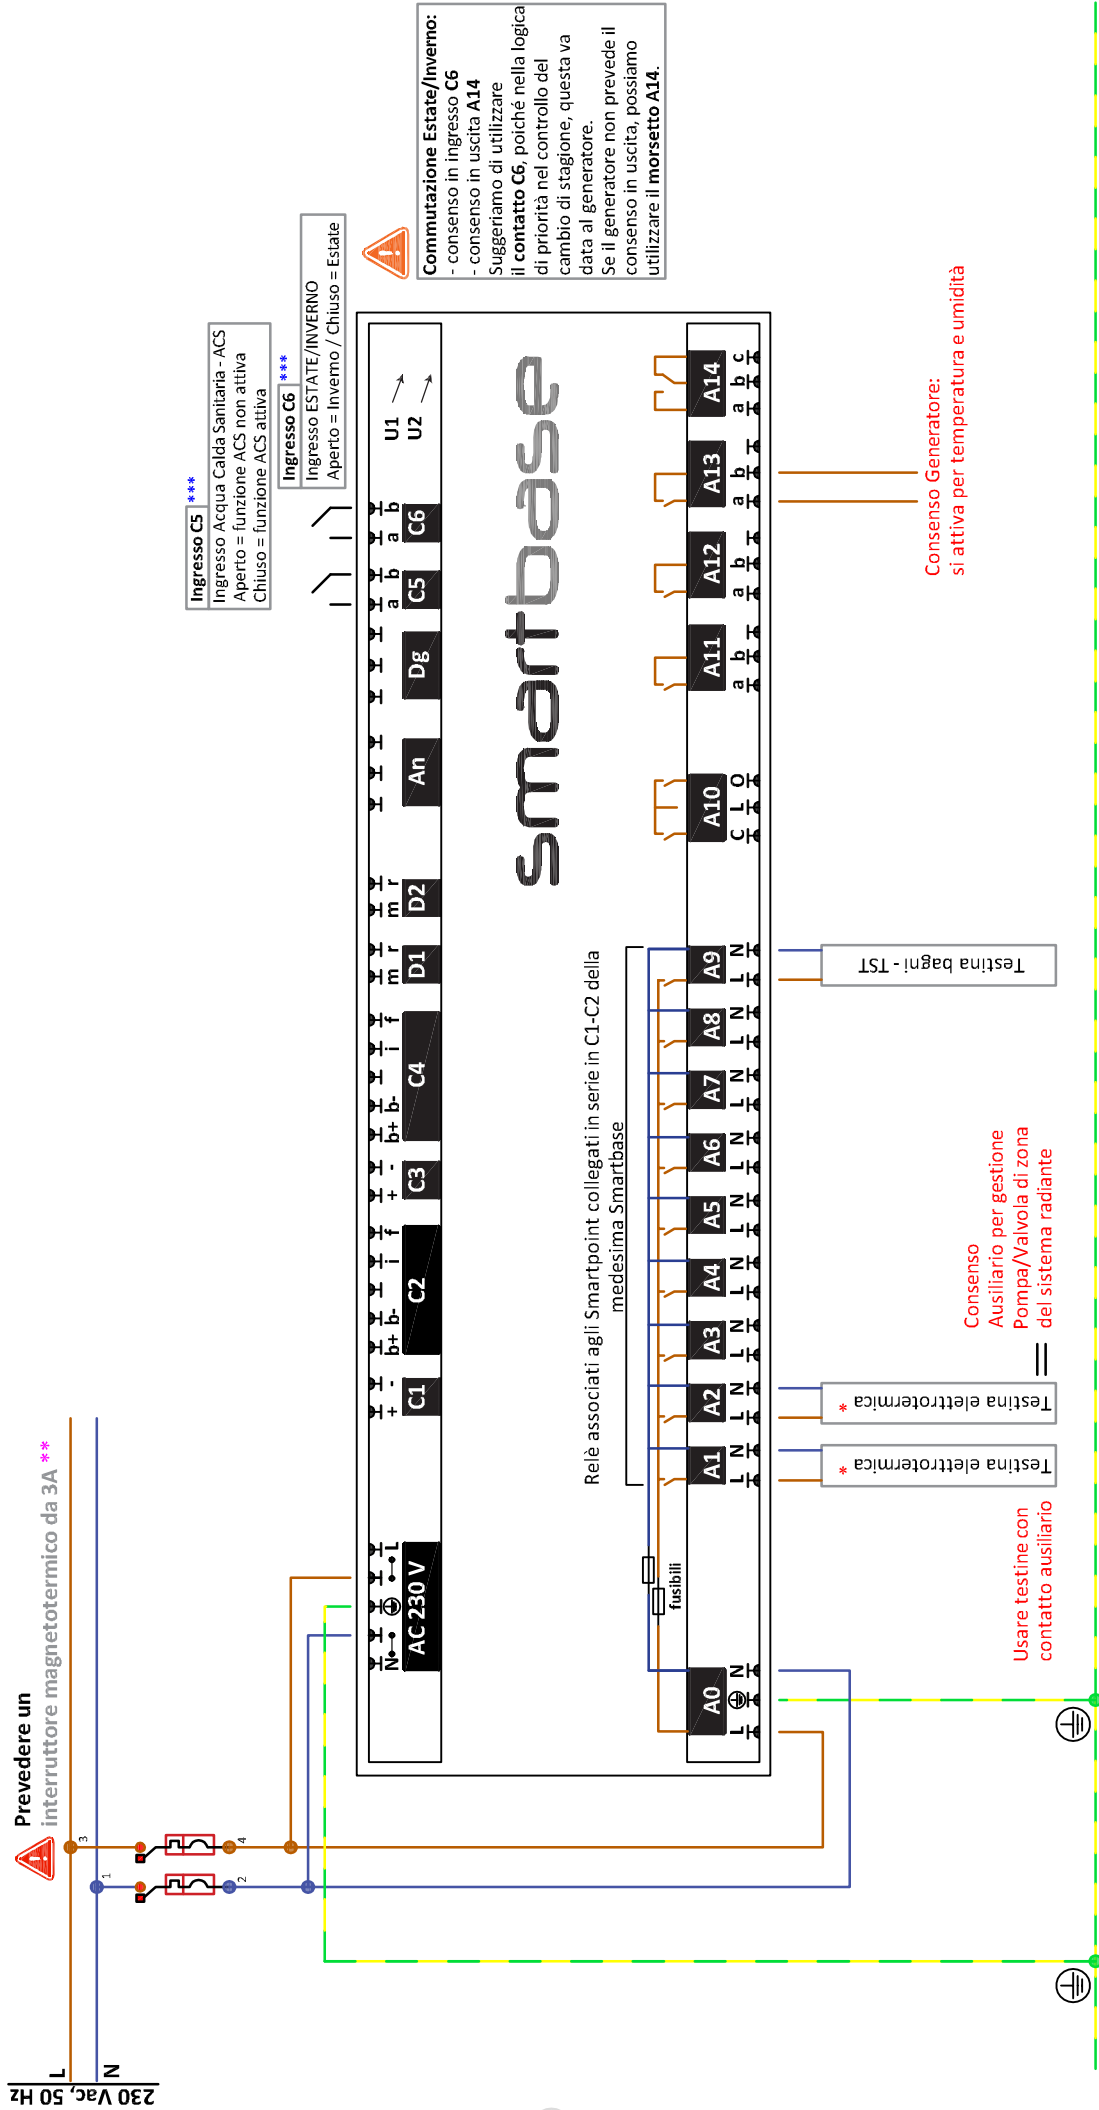 230 Vac, 50 Hz
L
N
Prevedere un
interruttore magnetotermico da 3A **
3
4
1
2
Ingresso C5 ***
Ingresso Acqua Calda Sanitaria - ACS
Aperto = funzione ACS non attiva
Chiuso = funzione ACS attiva
Ingresso C6 ***
Ingresso ESTATE/INVERNO
Aperto = Inverno / Chiuso = Estate
Commutazione Estate/Inverno:
- consenso in ingresso C6
- consenso in uscita A14
Suggeriamo di utilizzare
il contatto C6, poiché nella logica
di priorità nel controllo del
cambio di stagione, questa va
data al generatore.
Se il generatore non prevede il
consenso in uscita, possiamo
utilizzare il morsetto A14.
N L + - b+ b- i f + - b+ b- i f m r m r a b a b
AC 230 V C1 C2 C3 C4 D1 D2 An Dg C5 C6
U1
U2
smartbase
Relè associati agli Smartpoint collegati in serie in C1-C2 della
medesima Smartbase
fusibili
A0 A1 A2 A3 A4 A5 A6 A7 A8 A9 A10 A11 A12 A13 A14
L N L N L N L N L N L N L N L N L N L N C L O a b a b a b a b c
Testina elettrotermica *
Testina elettrotermica *
Testina bagni - TST
Usare testine con
contatto ausiliario
=
Consenso
Ausiliario per gestione
Pompa/Valvola di zona
del sistema radiante
Consenso Generatore:
si attiva per temperatura e umidità